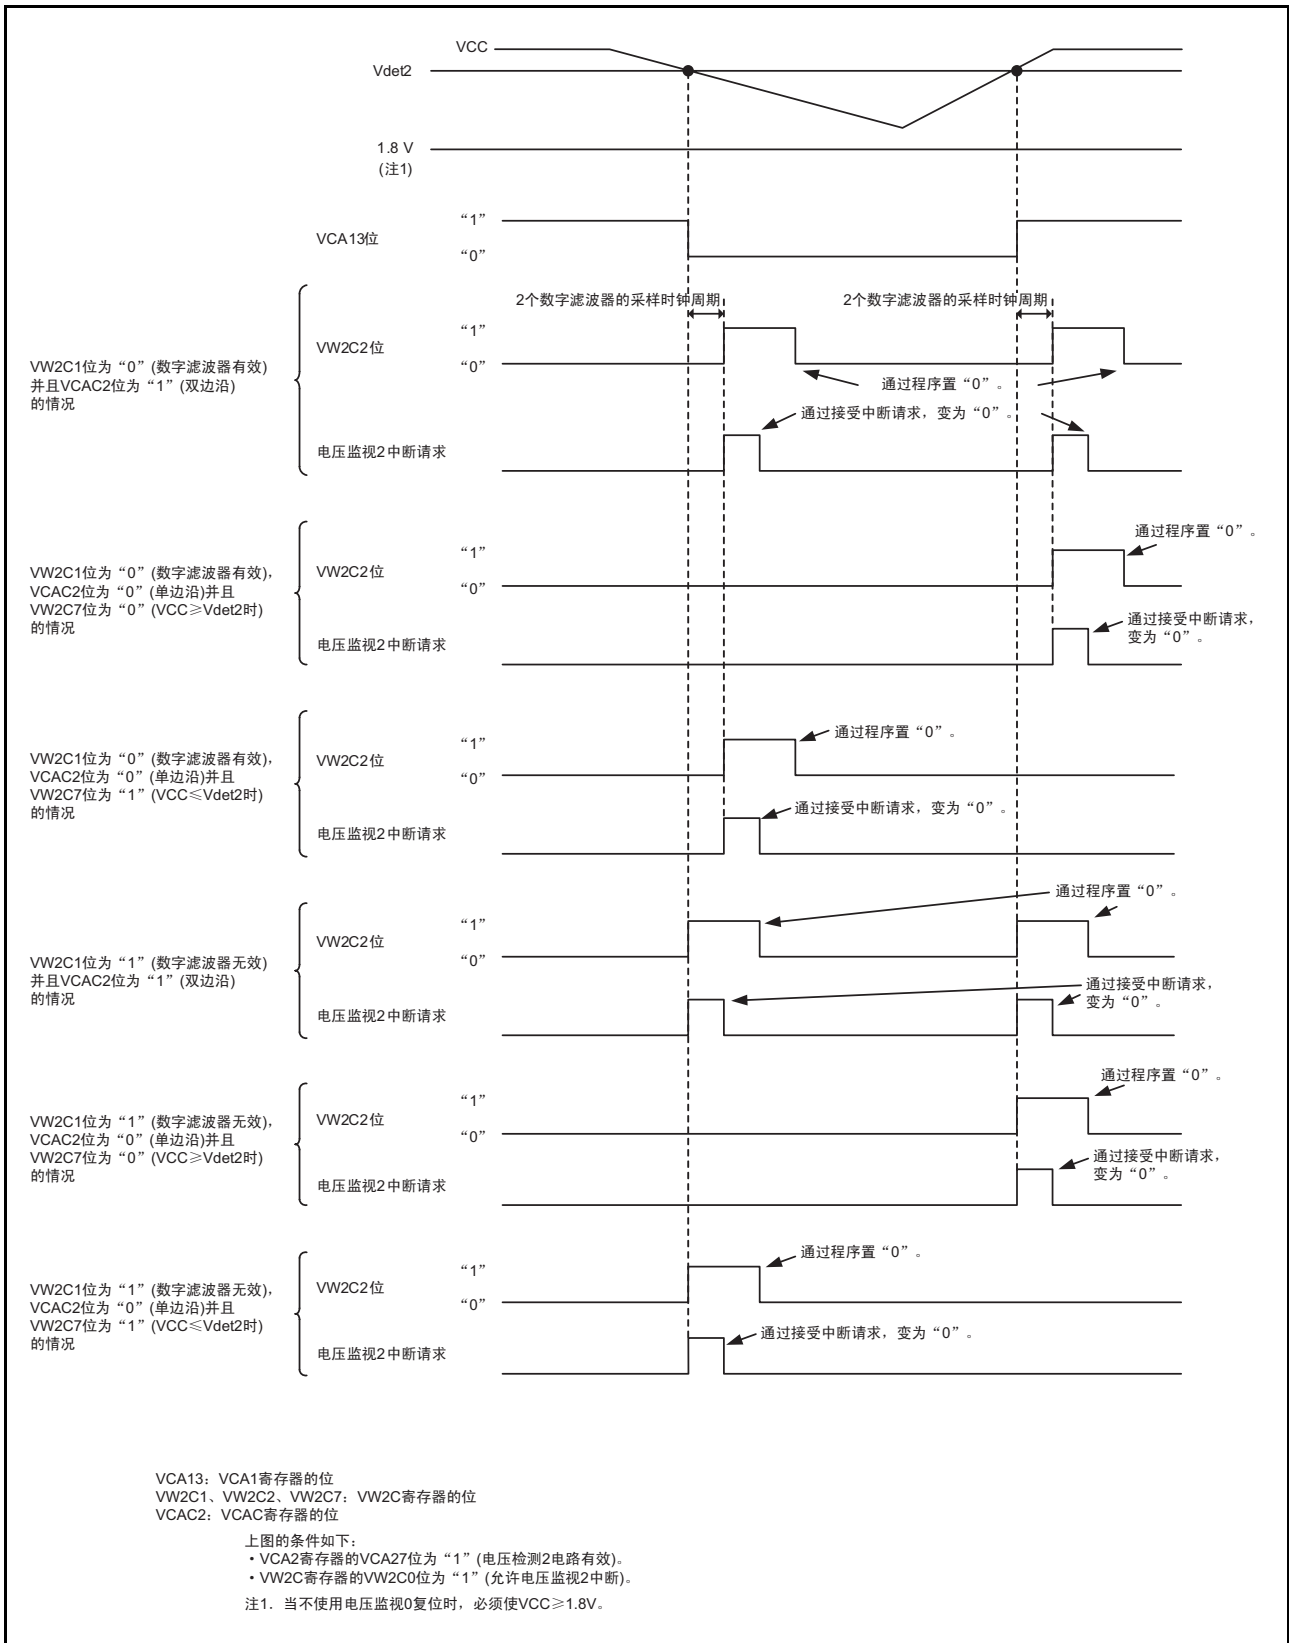 VCC
Vdet2
1.8 V
(注1)
VCA13位
“1”
“0”
2个数字滤波器的采样时钟周期
2个数字滤波器的采样时钟周期
VW2C1位为“0”(数字滤波器有效)
并且VCAC2位为“1”(双边沿)
的情况
VW2C2位
“1”
“0”
通过程序置“0”。
通过接受中断请求，变为“0”。
电压监视2中断请求
VW2C1位为“0”(数字滤波器有效)，
VCAC2位为“0”(单边沿)并且
VW2C7位为“0”(VCC≥Vdet2时)
的情况
VW2C2位
“1”
“0”
通过程序置“0”。
电压监视2中断请求
通过接受中断请求，
变为“0”。
VW2C1位为“0”(数字滤波器有效)，
VCAC2位为“0”(单边沿)并且
VW2C7位为“1”(VCC≤Vdet2时)
的情况
VW2C2位
“1”
“0”
通过程序置“0”。
电压监视2中断请求
通过接受中断请求，变为“0”。
VW2C1位为“1”(数字滤波器无效)
并且VCAC2位为“1”(双边沿)
的情况
VW2C2位
“1”
“0”
通过程序置“0”。
电压监视2中断请求
通过接受中断请求，
变为“0”。
VW2C1位为“1”(数字滤波器无效)，
VCAC2位为“0”(单边沿)并且
VW2C7位为“0”(VCC≥Vdet2时)
的情况
VW2C2位
“1”
“0”
通过程序置“0”。
电压监视2中断请求
通过接受中断请求，
变为“0”。
VW2C1位为“1”(数字滤波器无效)，
VCAC2位为“0”(单边沿)并且
VW2C7位为“1”(VCC≤Vdet2时)
的情况
VW2C2位
“1”
“0”
通过程序置“0”。
电压监视2中断请求
通过接受中断请求，变为“0”。
VCA13：VCA1寄存器的位
VW2C1、VW2C2、VW2C7：VW2C寄存器的位
VCAC2：VCAC寄存器的位
上图的条件如下：
•VCA2寄存器的VCA27位为“1”(电压检测2电路有效)。
•VW2C寄存器的VW2C0位为“1”(允许电压监视2中断)。
注1．当不使用电压监视0复位时，必须使VCC≥1.8V。